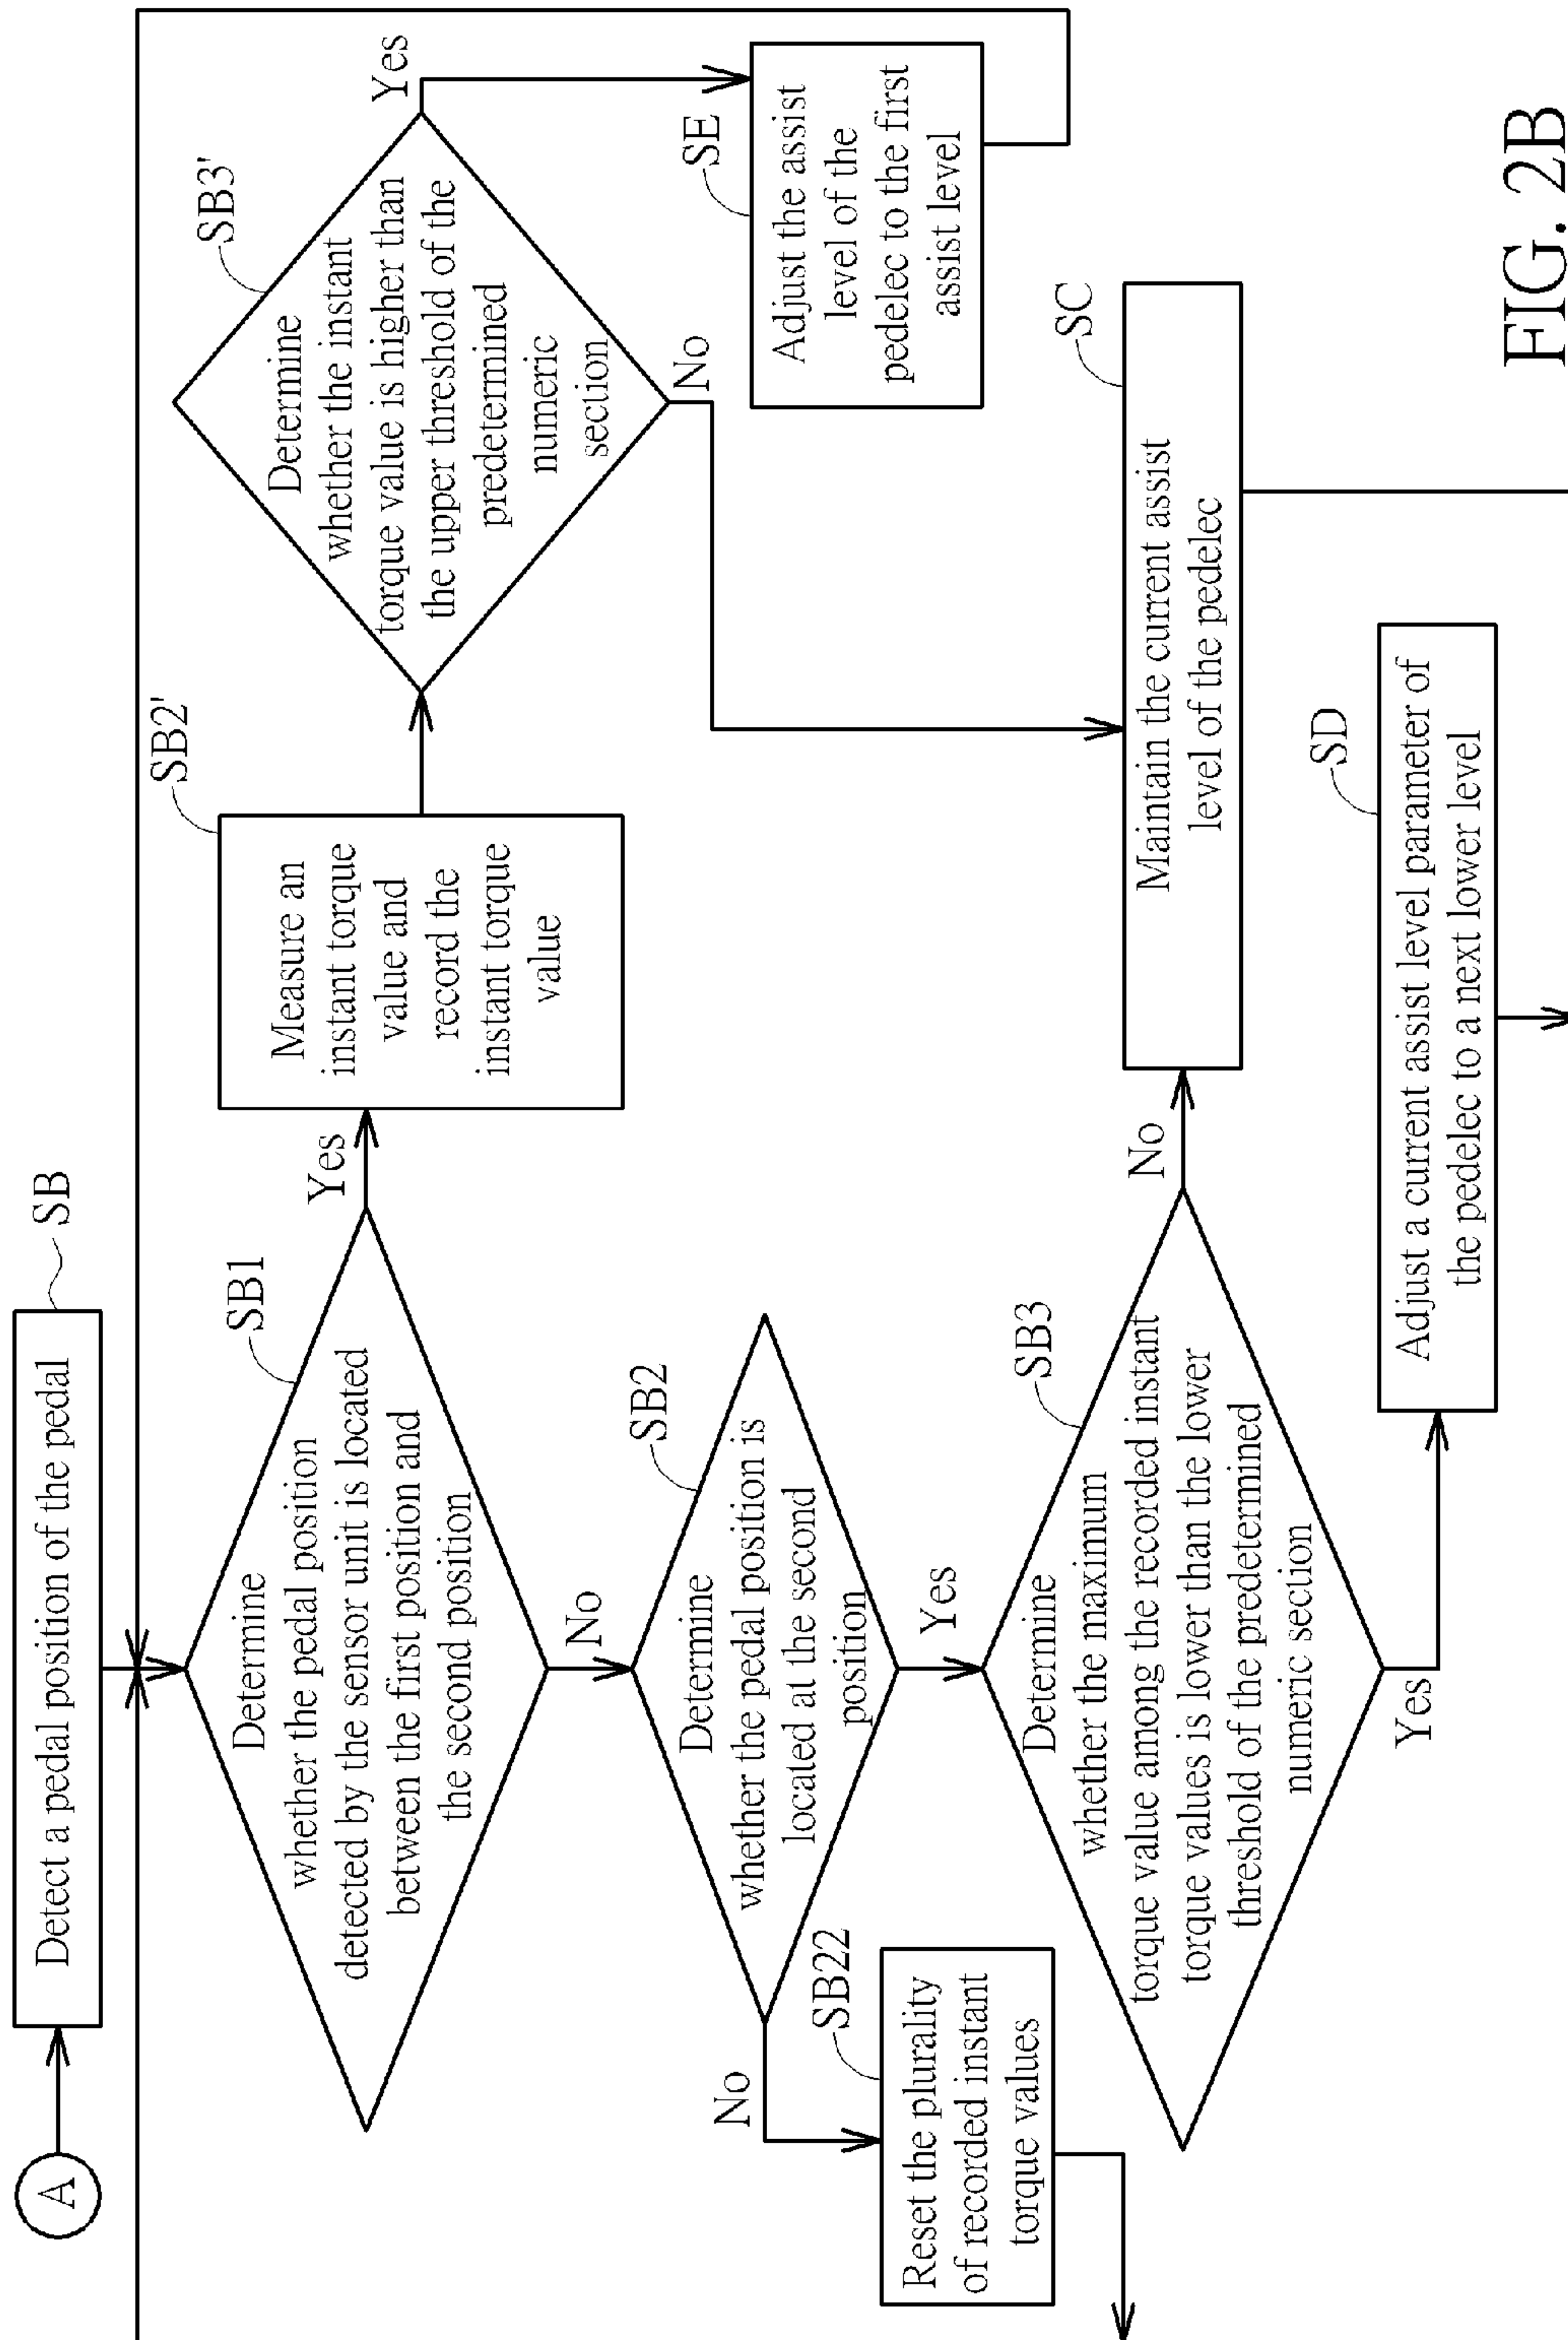 A
Detect a pedal position of the pedal
SB
Determine
whether the pedal position
detected by the sensor unit is located
between the first position and
the second position
SB1
Yes
No
Measure an
instant torque
value and
record the
instant torque
value
SB2'
Determine
whether the instant
torque value is higher than
the upper threshold of the
predetermined
numeric
section
SB3'
Yes
No
Adjust the assist
level of the
pedelec to the first
assist level
SE
Determine
whether the pedal position is
located at the second
position
SB2
No
Yes
Reset the plurality
of recorded instant
torque values
SB22
Determine
whether the maximum
torque value among the recorded instant
torque values is lower than the lower
threshold of the predetermined
numeric section
SB3
No
Yes
Maintain the current assist
level of the pedelec
SC
Adjust a current assist level parameter of
the pedelec to a next lower level
SD
FIG. 2B